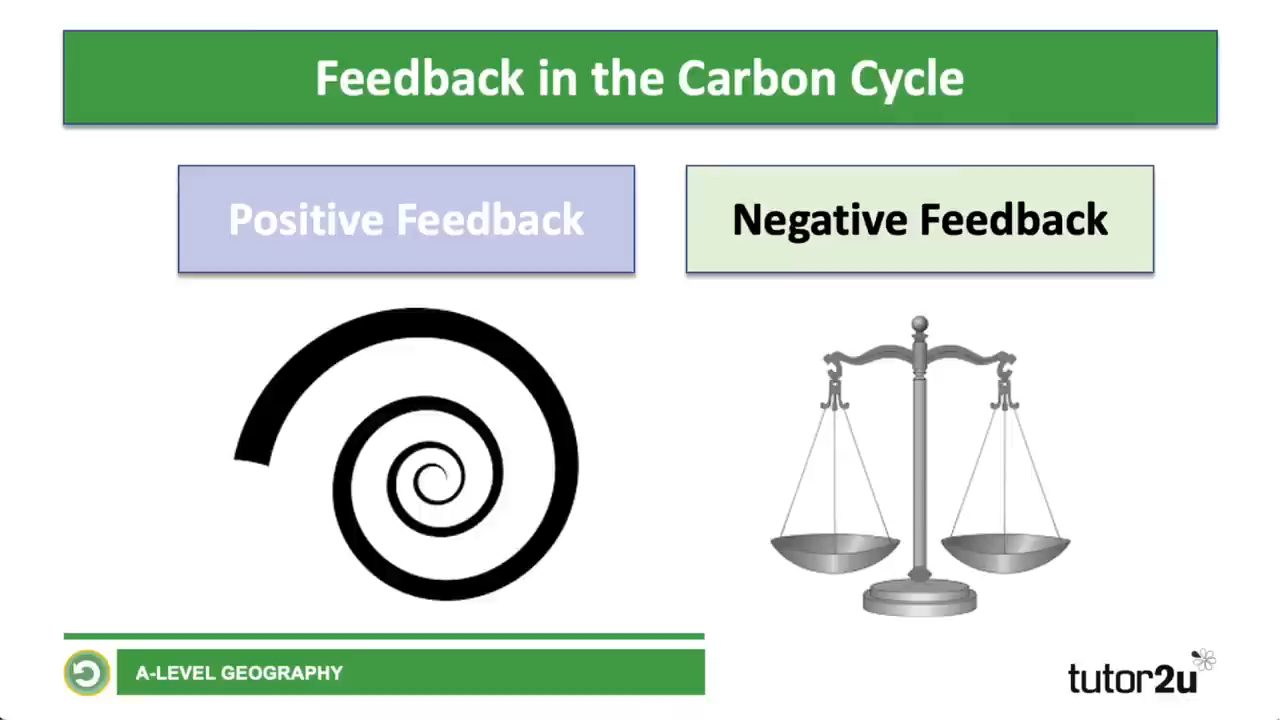 Feedback in the Carbon Cycle
Positive Feedback
Negative Feedback
A-LEVEL GEOGRAPHY
tutor2u